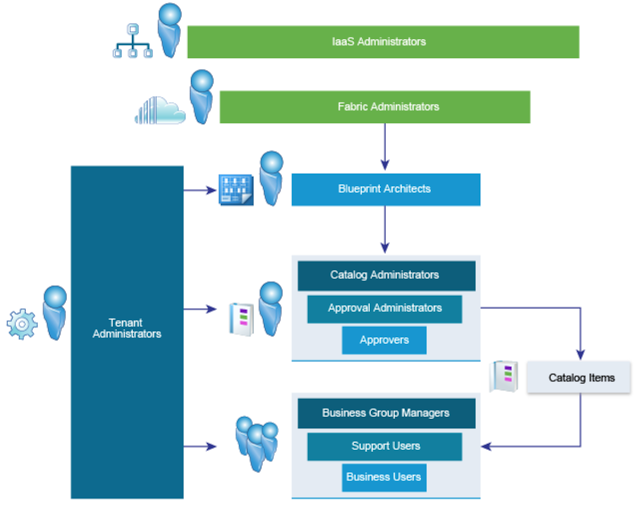 IaaS Administrators
Fabric Administrators
Blueprint Architects
Catalog Administrators
Approval Administrators
Approvers
Tenant
Administrators
Catalog Items
Business Group Managers
Support Users
Business Users